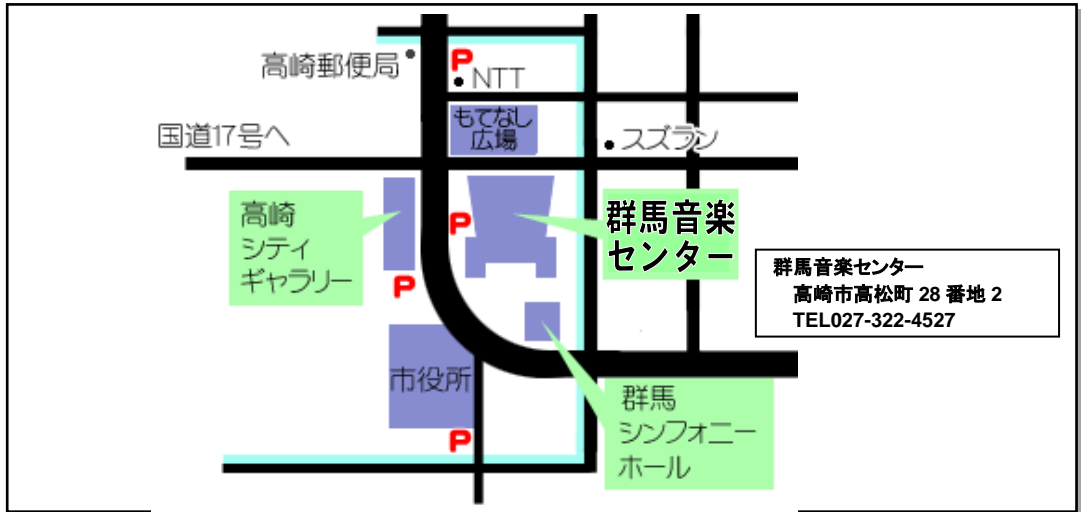 高崎郵便局
P
NTT
もてなし
広場
国道17号へ
スズラン
高崎
シティ
ギャラリー
P
群馬音楽
センター
P
群馬音楽センター
高崎市高松町 28 番地 2
TEL027-322-4527
市役所
群馬
シンフォニー
ホール
P